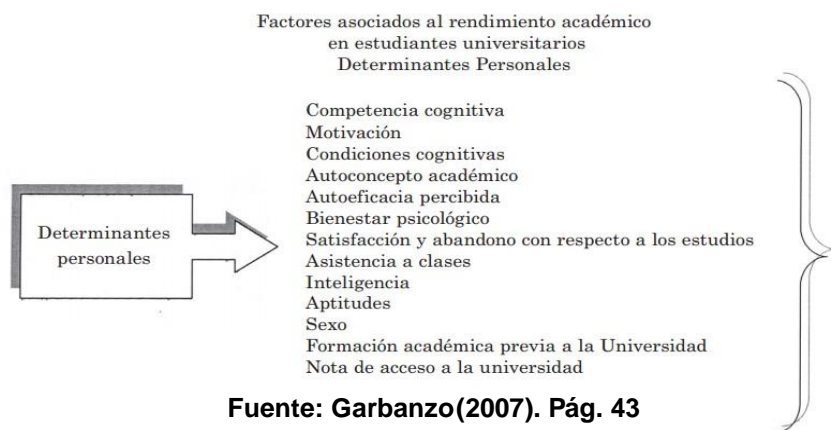 Factores asociados al rendimiento académico
en estudiantes universitarios
Determinantes Personales
Determinantes
personales
Competencia cognitiva
Motivación
Condiciones cognitivas
Autoconcepto académico
Autoeficacia percibida
Bienestar psicológico
Satisfacción y abandono con respecto a los estudios
Asistencia a clases
Inteligencia
Aptitudes
Sexo
Formación académica previa a la Universidad
Nota de acceso a la universidad
Fuente: Garbanzo(2007). Pág. 43